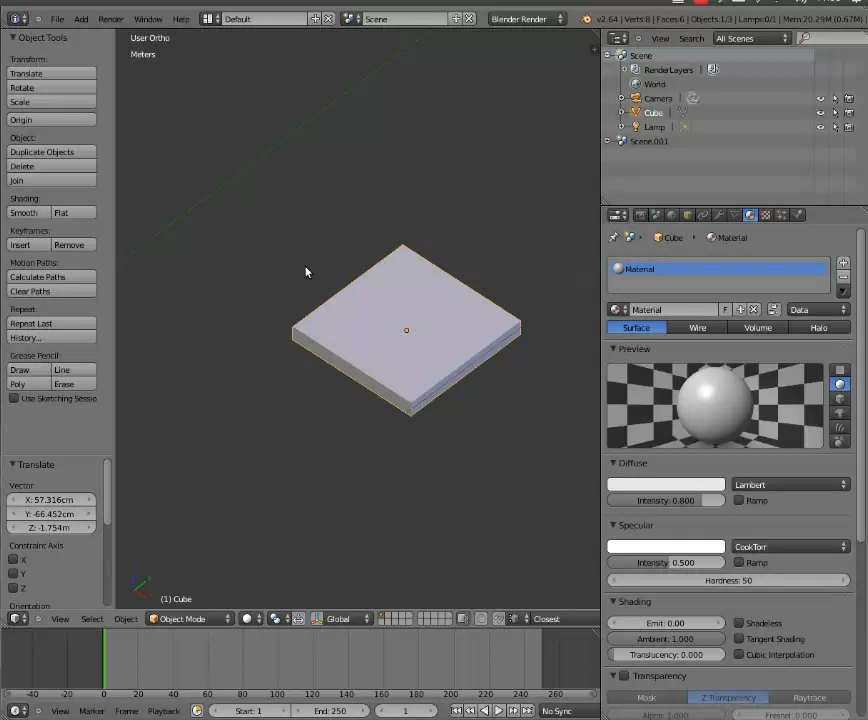 File Add Render Window Help Default Scene Blender Render v2.64 | Verts:8 | Faces:6 | Objects:1/3 | Lamps:0/1 | Mem:20.29M (0.67M)
Object Tools
Transform:
Translate
Rotate
Scale
Origin
Object:
Duplicate Objects
Delete
Join
Shading:
Smooth Flat
Keyframes:
Insert Remove
Motion Paths:
Calculate Paths
Clear Paths
Repeat:
Repeat Last
History...
Grease Pencil:
Draw Line
Poly Erase
Use Sketching Sessio
Translate
Vector
X: 57.316cm
Y: -66.452cm
Z: -1.754m
Constraint Axis
X
Y
Z
Orientation
User Ortho
Meters
(1) Cube
View Select Object Object Mode Global Closest
-40 -20 0 20 40 60 80 100 120 140 160 180 200 220 240 260
View Marker Frame Playback Start: 1 End: 250 1 No Sync
View Search All Scenes
Scene
RenderLayers |
World
Camera |
Cube |
Lamp |
Scene.001
Cube Material
Material
Material F Data
Surface Wire Volume Halo
Preview
Diffuse
Lambert
Intensity: 0.800 Ramp
Specular
CookTorr
Intensity: 0.500 Ramp
Hardness: 50
Shading
Emit: 0.00 Shadeless
Ambient: 1.000 Tangent Shading
Translucency: 0.000 Cubic Interpolation
Transparency
Mask Z Transparency Raytrace
Alpha: 1.000 Fresnel: 0.000